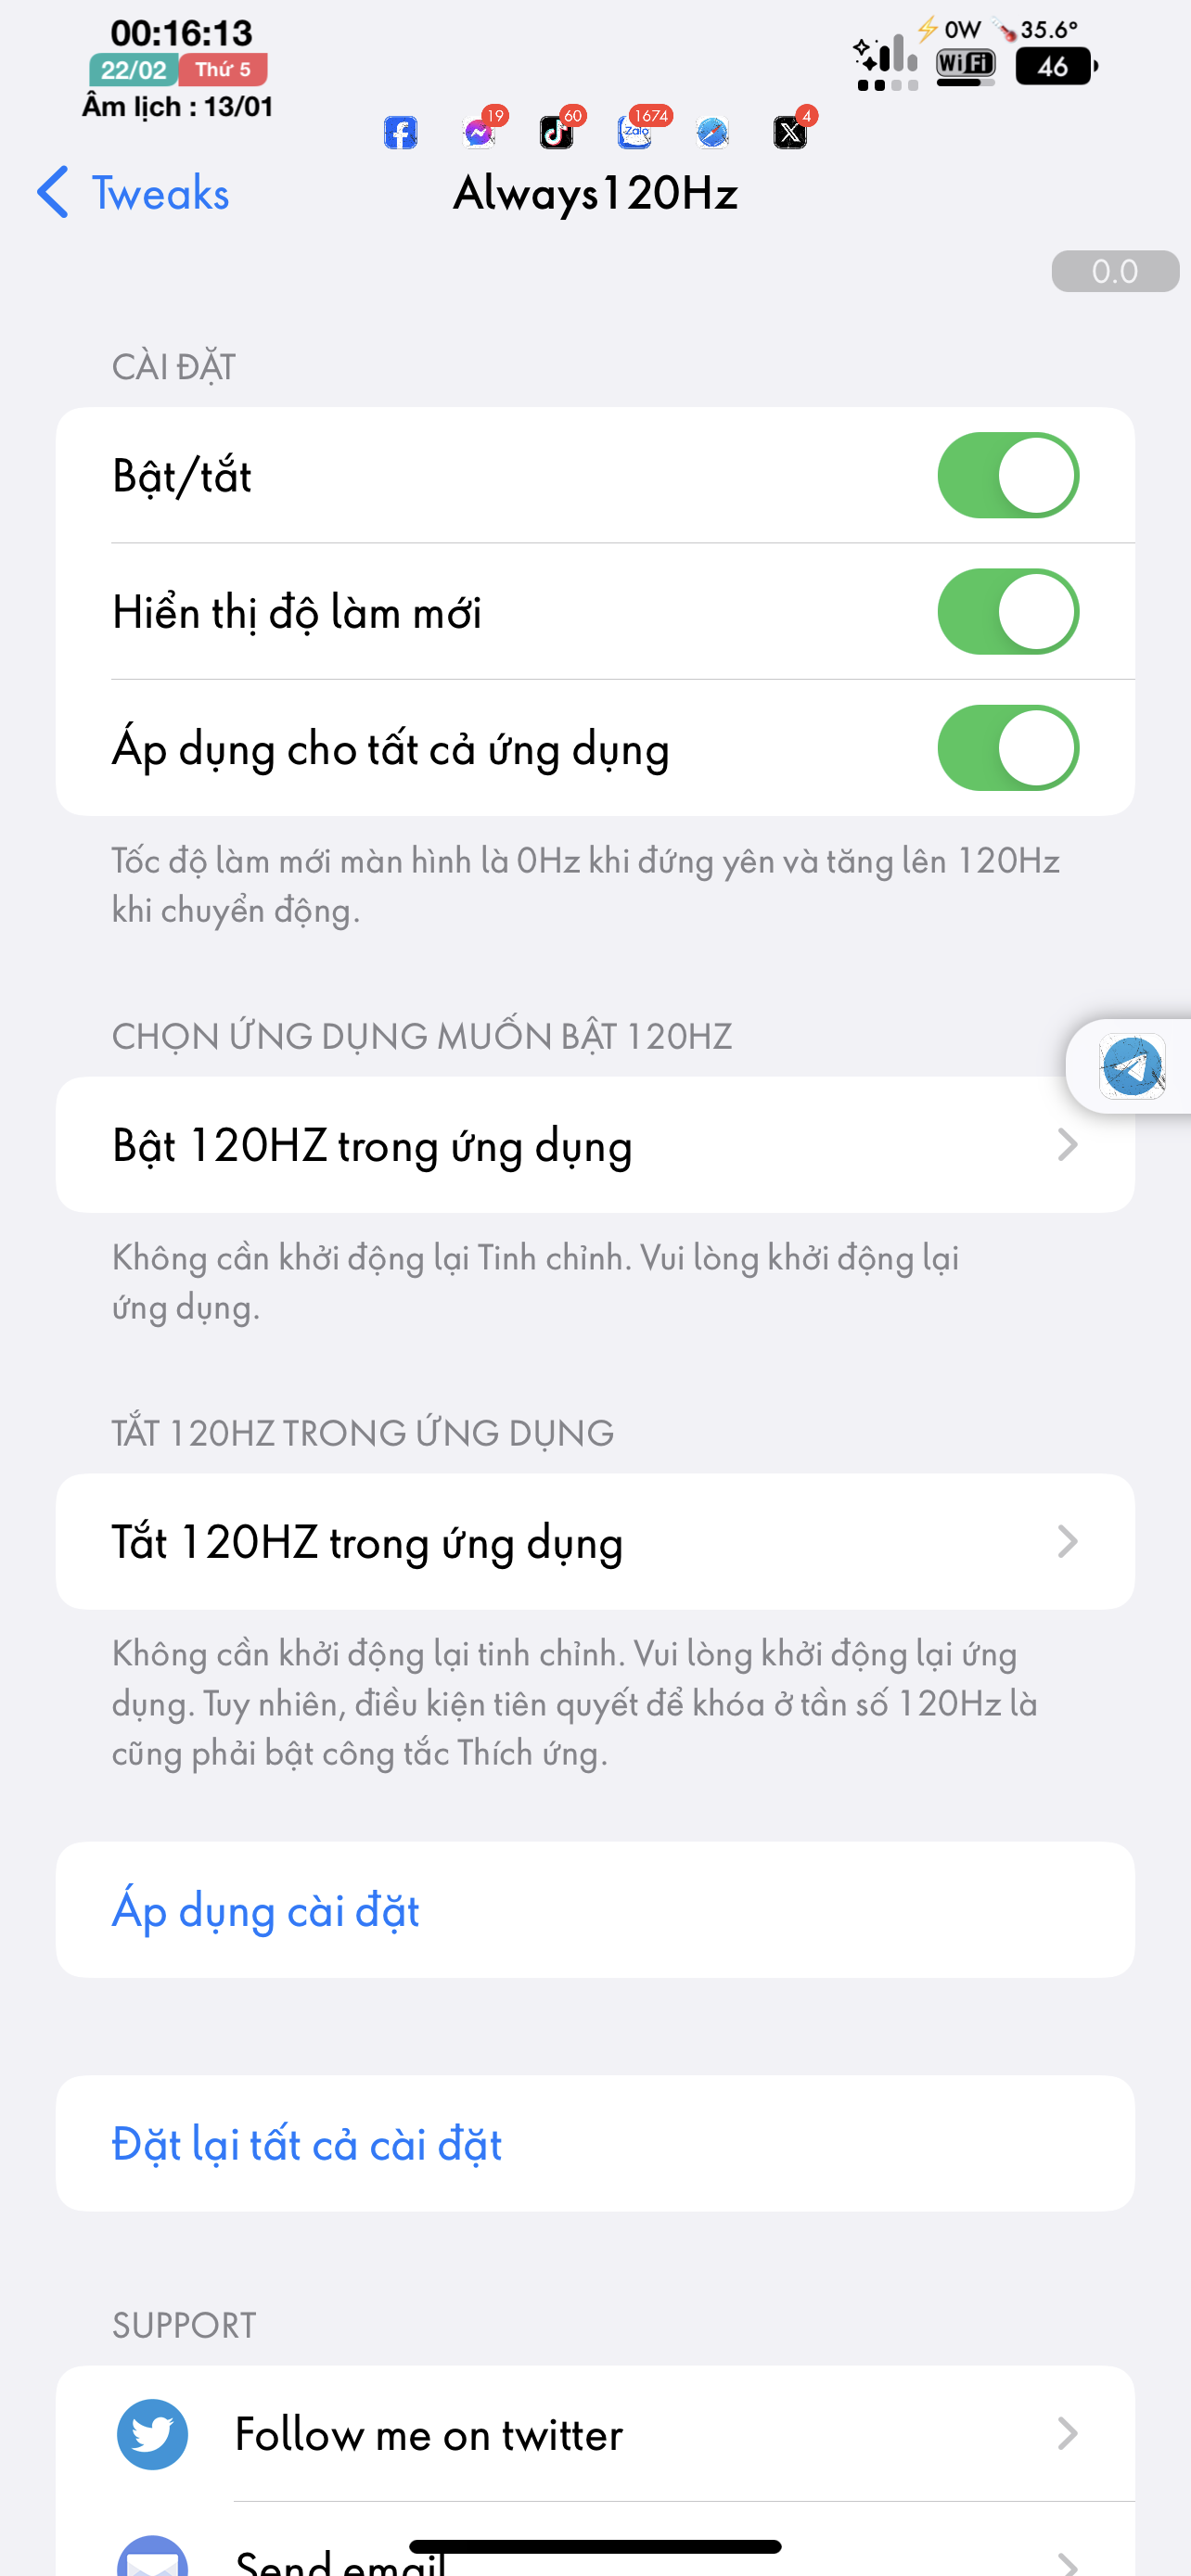 00:16:13
22/02 Thứ 5
Âm lịch : 13/01
0W 35.6°
WiFi 46
19 60 1674 4
Zalo
Tweaks Always120Hz
0.0
CÀI ĐẶT
Bật/tắt
Hiển thị độ làm mới
Áp dụng cho tất cả ứng dụng
Tốc độ làm mới màn hình là 0Hz khi đứng yên và tăng lên 120Hz
khi chuyển động.
CHỌN ỨNG DỤNG MUỐN BẬT 120HZ
Bật 120HZ trong ứng dụng
Không cần khởi động lại Tinh chỉnh. Vui lòng khởi động lại
ứng dụng.
TẮT 120HZ TRONG ỨNG DỤNG
Tắt 120HZ trong ứng dụng
Không cần khởi động lại tinh chỉnh. Vui lòng khởi động lại ứng
dụng. Tuy nhiên, điều kiện tiên quyết để khóa ở tần số 120Hz là
cũng phải bật công tắc Thích ứng.
Áp dụng cài đặt
Đặt lại tất cả cài đặt
SUPPORT
Follow me on twitter
Send email